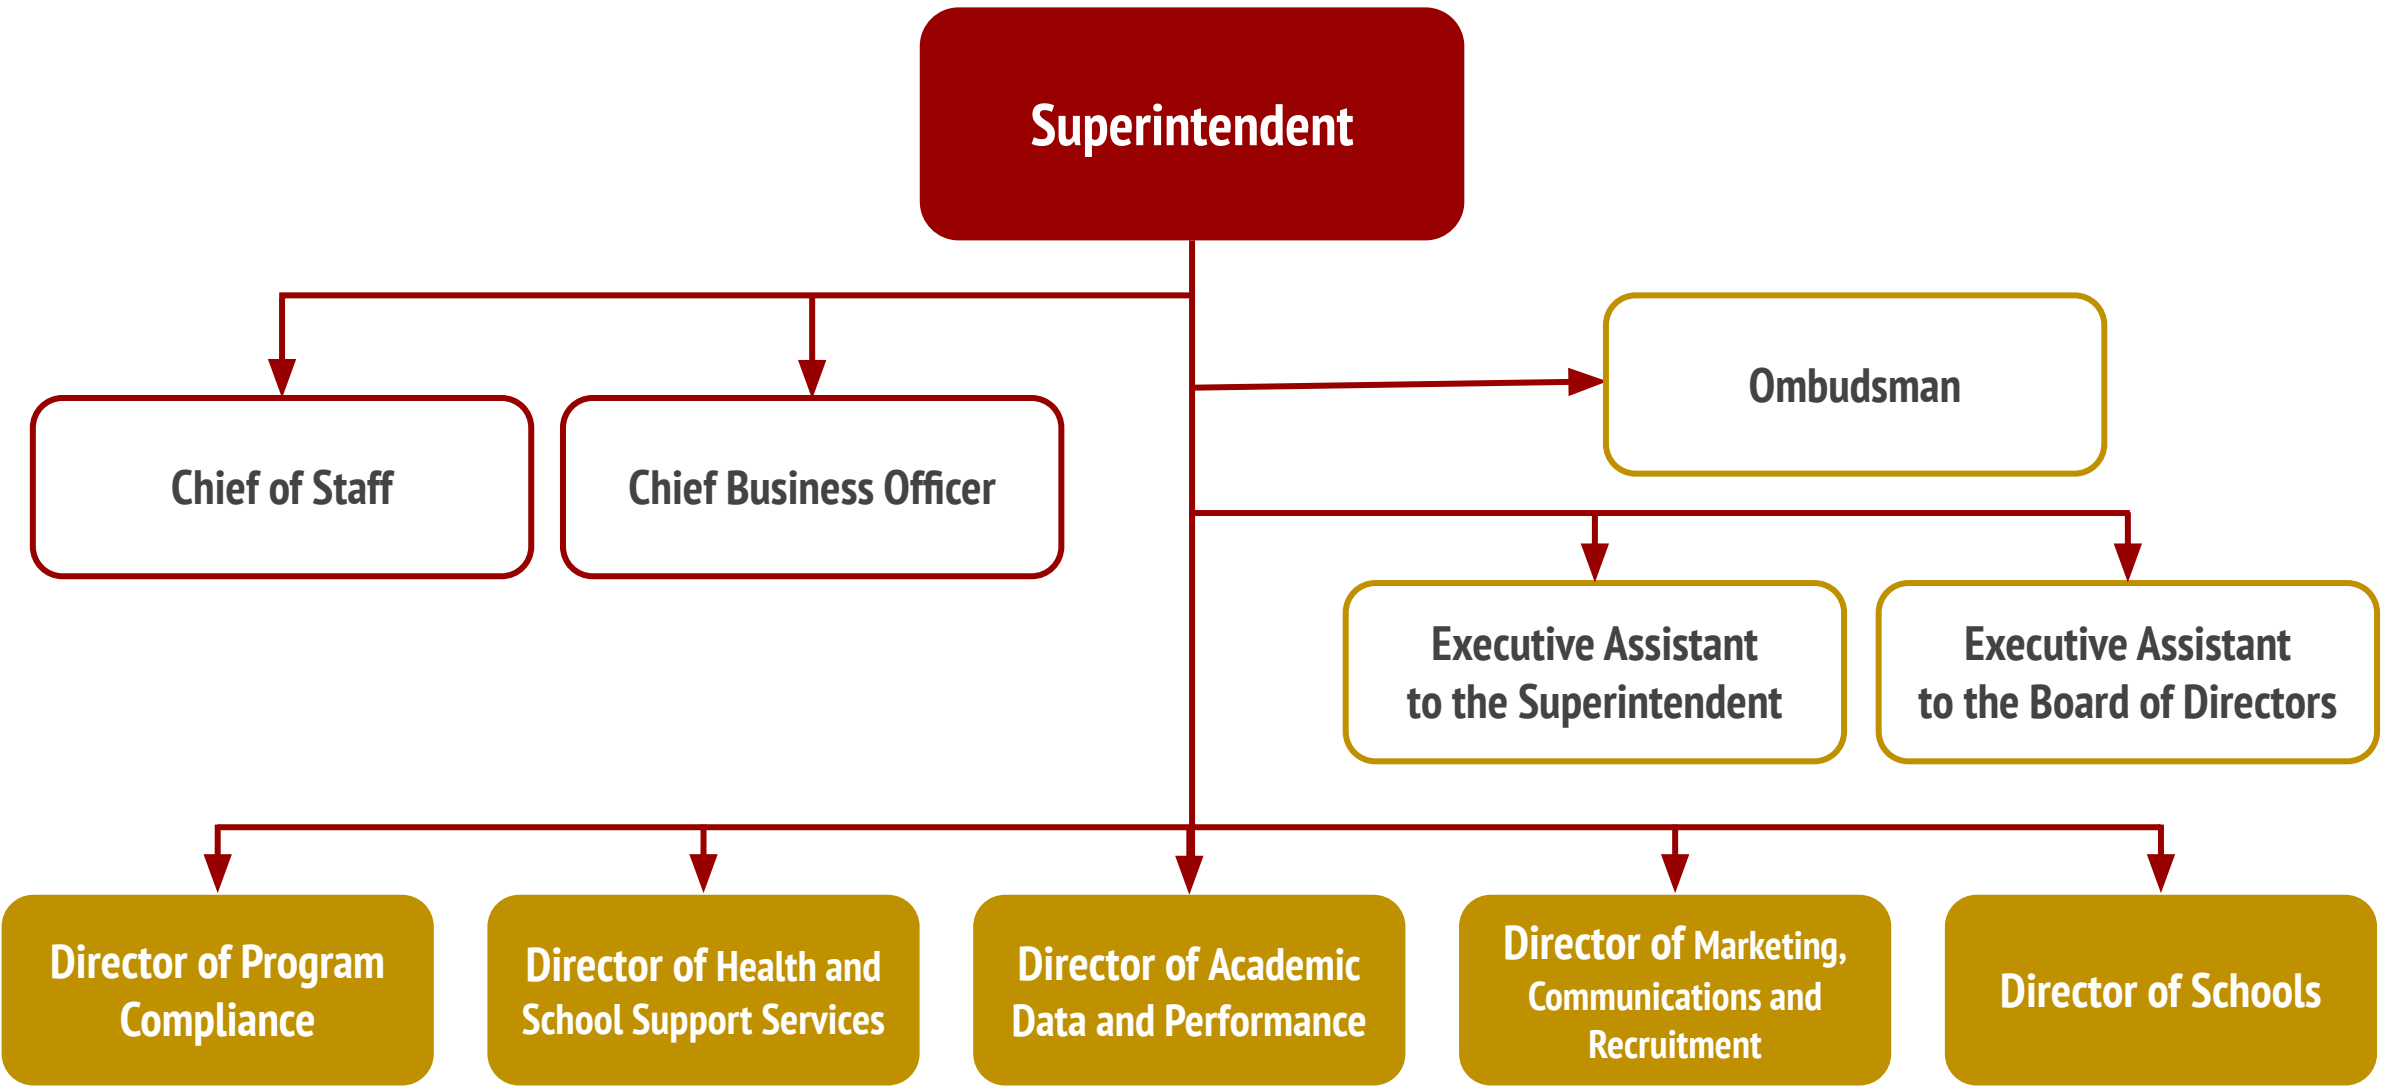 Superintendent
Ombudsman
Chief of Staff
Chief Business Officer
Executive Assistant
to the Superintendent
Executive Assistant
to the Board of Directors
Director of Program
Compliance
Director of Health and
School Support Services
Director of Academic
Data and Performance
Director of Marketing,
Communications and
Recruitment
Director of Schools